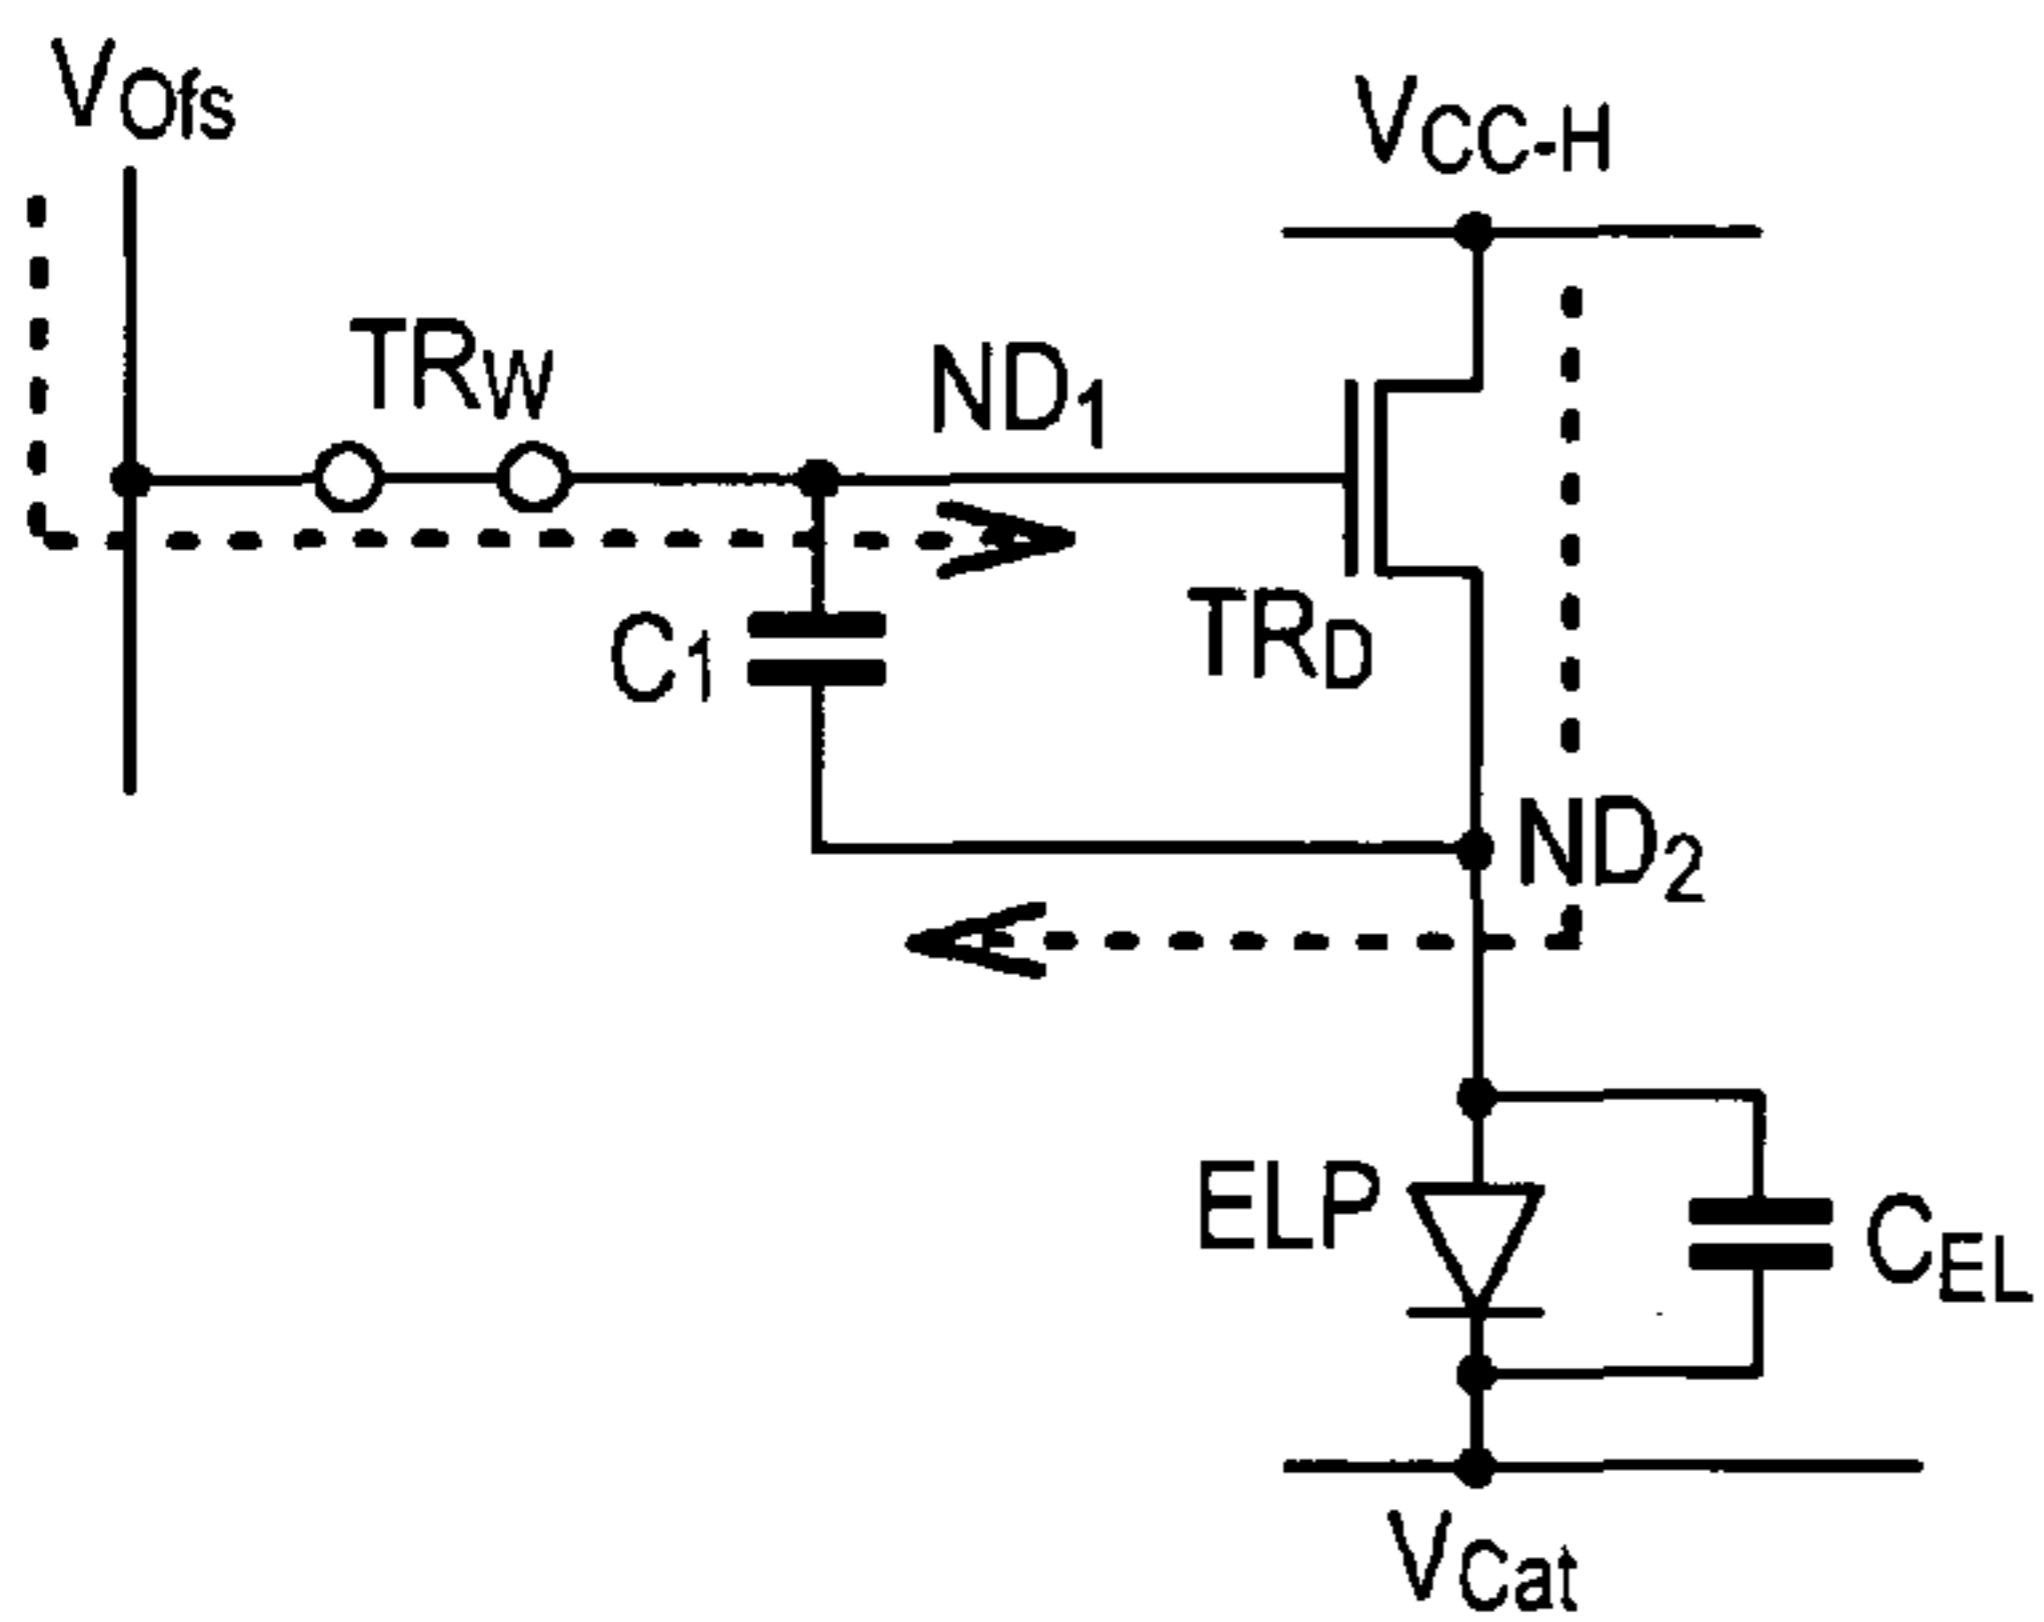 VOfs
VCC-H
TRW
ND1
C1
TRD
ND2
ELP
CEL
VCat